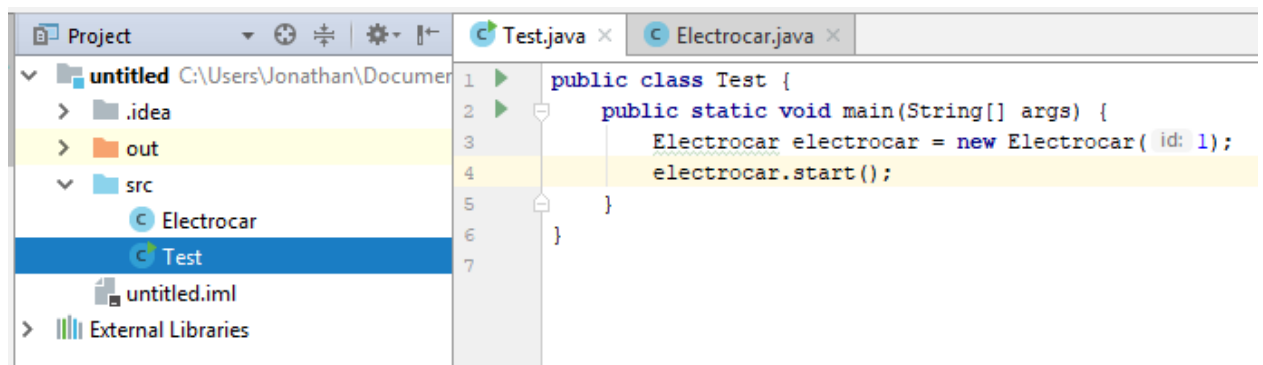 Project
untitled C:\Users\Jonathan\Documen
.idea
out
src
Electrocar
Test
untitled.iml
External Libraries
Test.java
Electrocar.java
1 public class Test {
2 public static void main(String[] args) {
3 Electrocar electrocar = new Electrocar( id: 1);
4 electrocar.start();
5 }
6 }
7